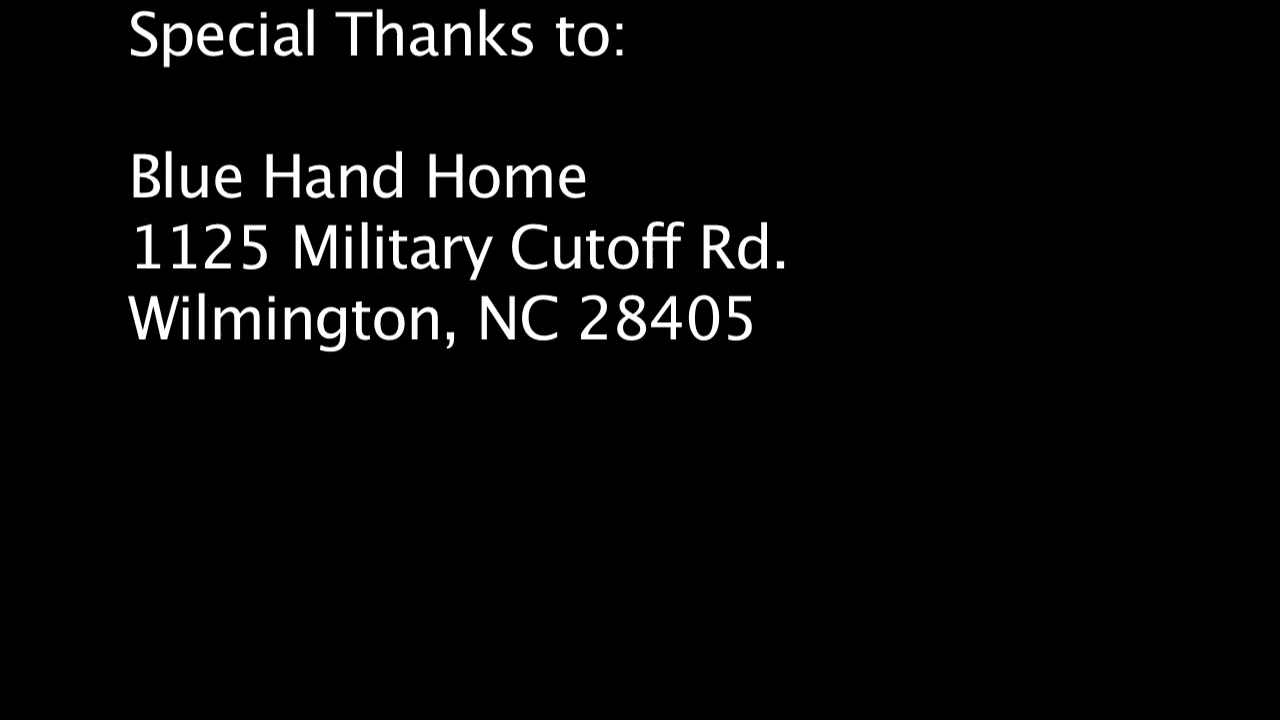 Special Thanks to:
Blue Hand Home
1125 Military Cutoff Rd.
Wilmington, NC 28405